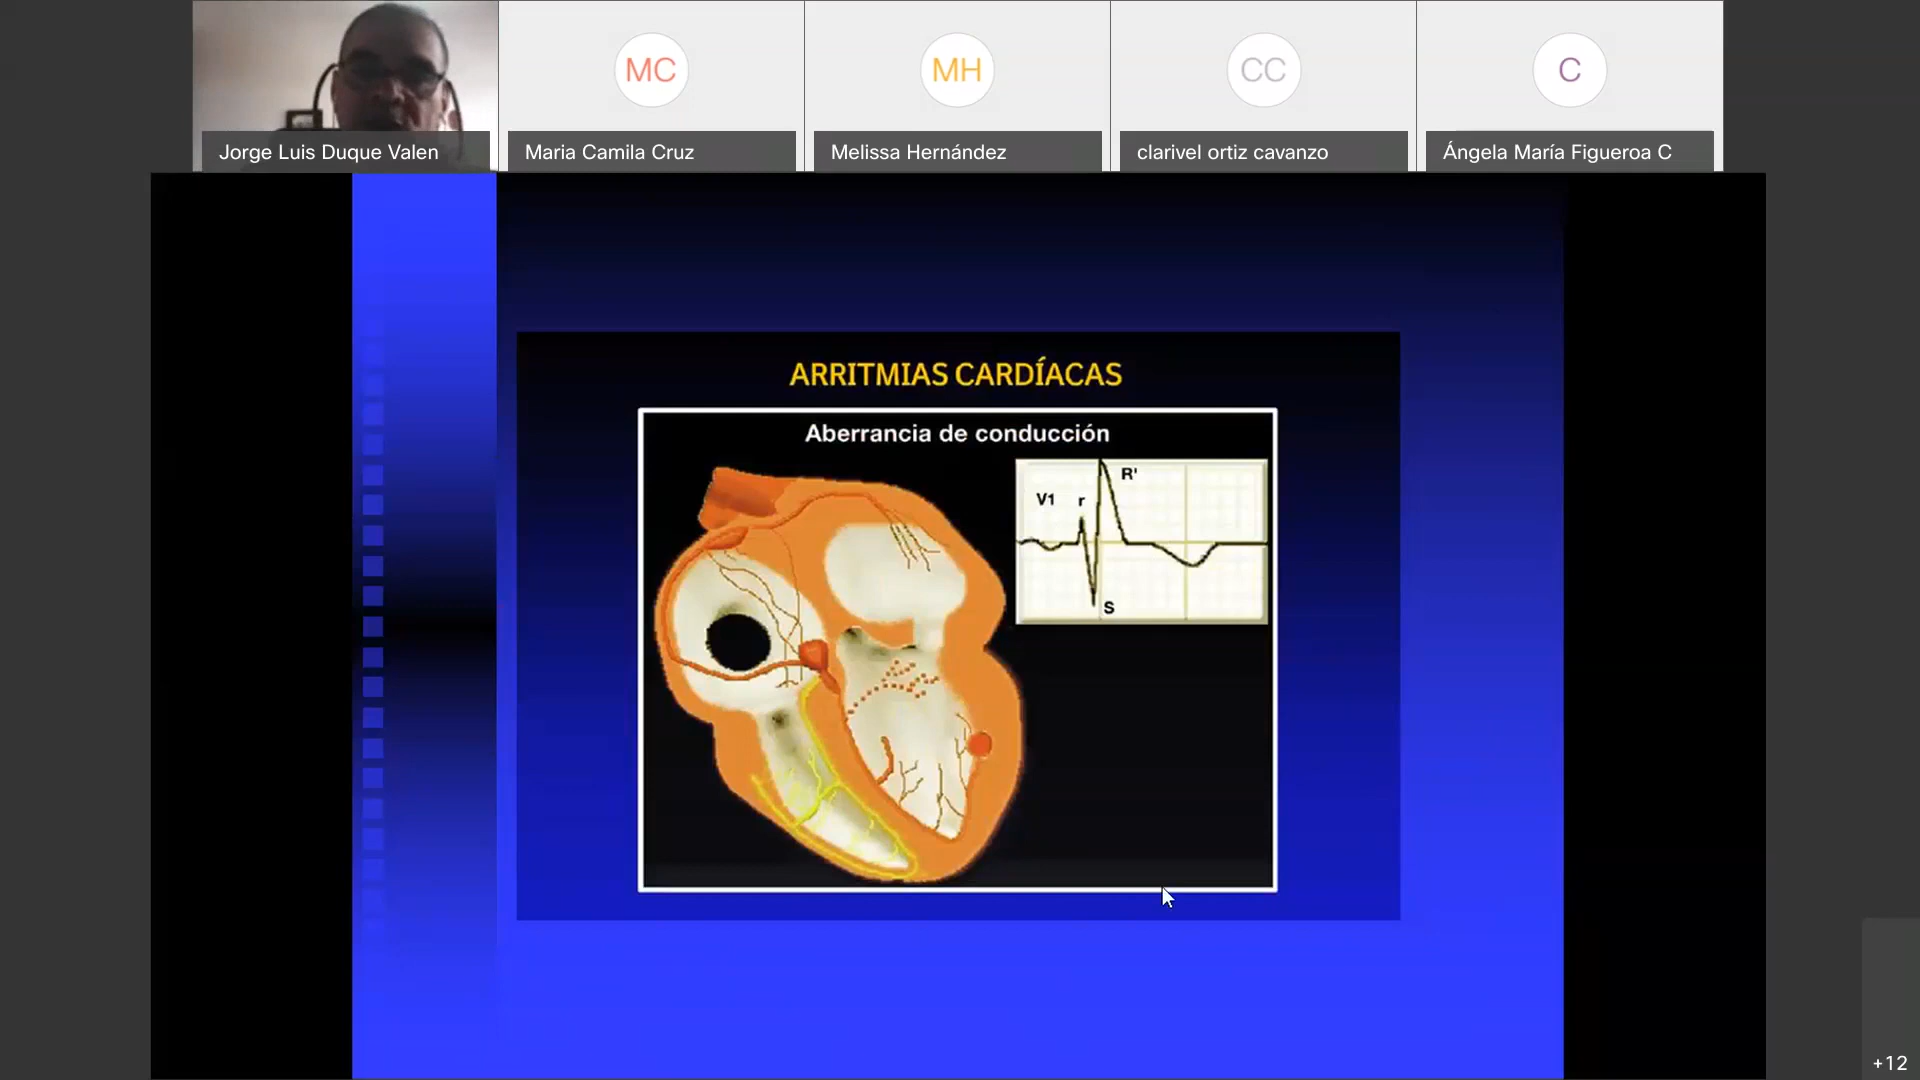 MC
MH
CC
C
Jorge Luis Duque Valen
Maria Camila Cruz
Melissa Hernández
clarivel ortiz cavanzo
Ángela María Figueroa C
ARRITMIAS CARDÍACAS
Aberrancia de conducción
R'
V1 r
S
+12